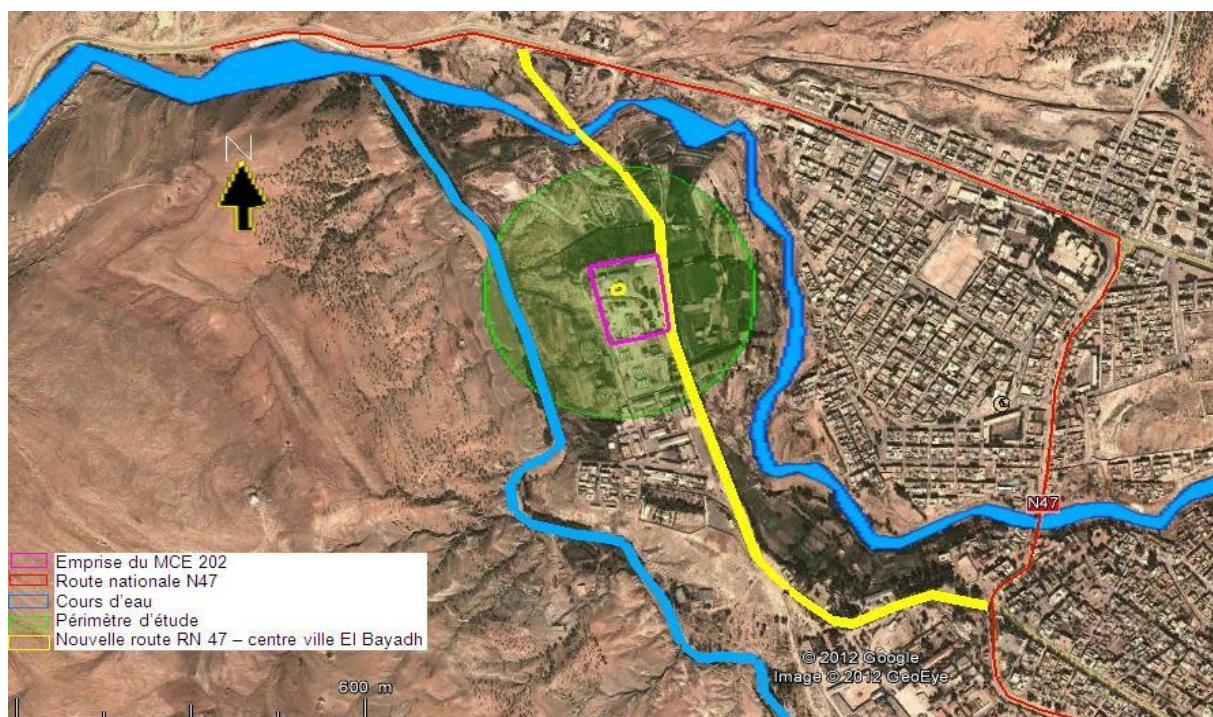 N
N47
Emprise du MCE 202
Route nationale N47
Cours d'eau
Périmètre d'étude
Nouvelle route RN 47 – centre ville El Bayadh
© 2012 Google
Image © 2012 GeoEye
600 m